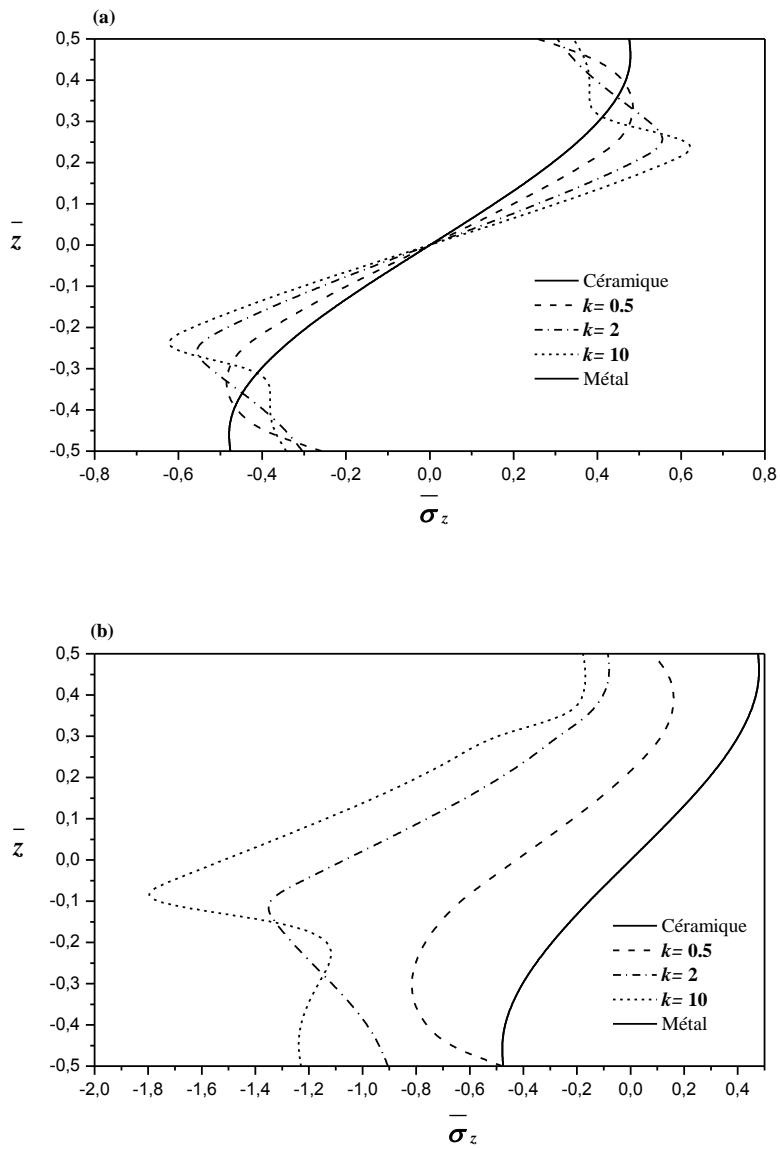 (a)
0,5
0,4
0,3
0,2
0,1
0,0
-0,1
-0,2
-0,3
-0,4
-0,5
z̄
Céramique
k= 0.5
k= 2
k= 10
Métal
-0,8 -0,6 -0,4 -0,2 0,0 0,2 0,4 0,6 0,8
σ̄z
(b)
0,5
0,4
0,3
0,2
0,1
0,0
-0,1
-0,2
-0,3
-0,4
-0,5
z̄
Céramique
k= 0.5
k= 2
k= 10
Métal
-2,0 -1,8 -1,6 -1,4 -1,2 -1,0 -0,8 -0,6 -0,4 -0,2 0,0 0,2 0,4
σ̄z